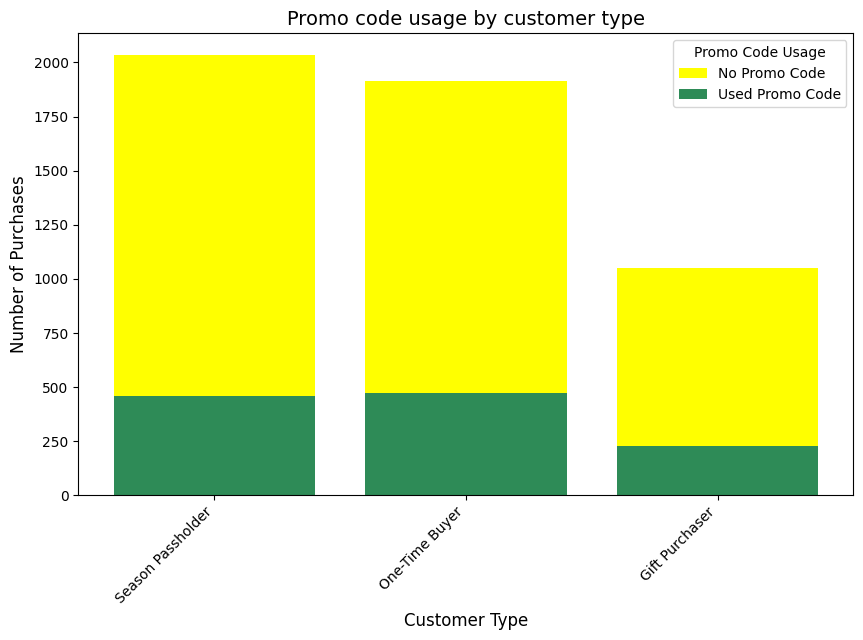 Promo code usage by customer type
Promo Code Usage
No Promo Code
Used Promo Code
Number of Purchases
2000
1750
1500
1250
1000
750
500
250
0
Season Passholder
One-Time Buyer
Gift Purchaser
Customer Type